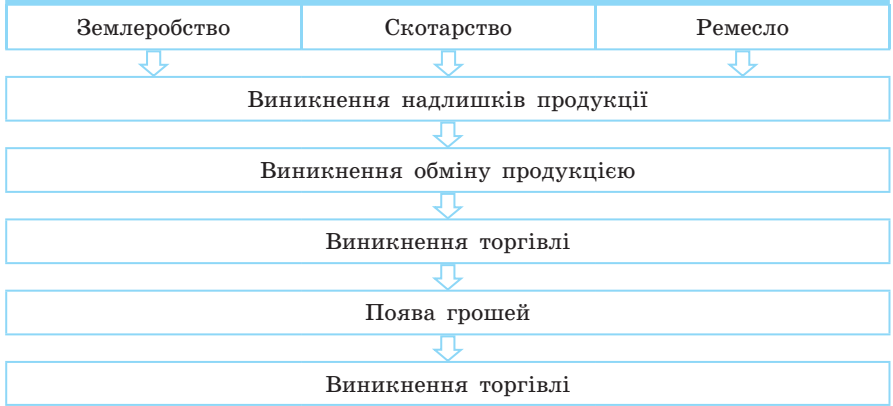 Землеробство
Скотарство
Ремесло
Виникнення надлишків продукції
Виникнення обміну продукцією
Виникнення торгівлі
Поява грошей
Виникнення торгівлі